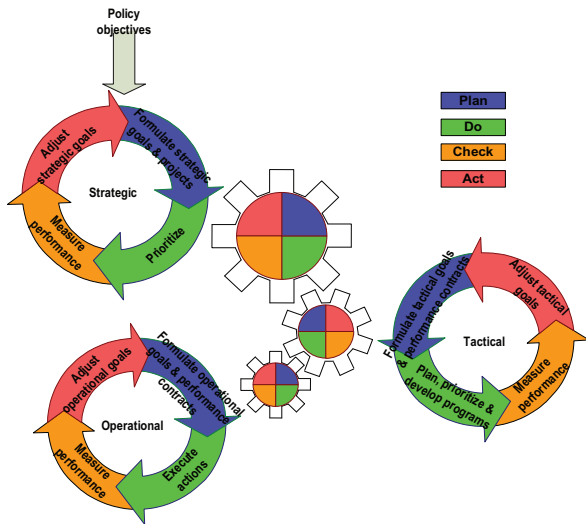 Policy
objectives
Adjust
strategic goals
Formulate strategic
goals & projects
Strategic
Measure
performance
Prioritize
Plan
Do
Check
Act
Formulate tactical goals
& performance contracts
Adjust tactical
goals
Tactical
Plan, prioritize &
develop programs
Measure
performance
Adjust
operational goals
Formulate operational
goals & performance
contracts
Operational
Measure
performance
Execute
actions